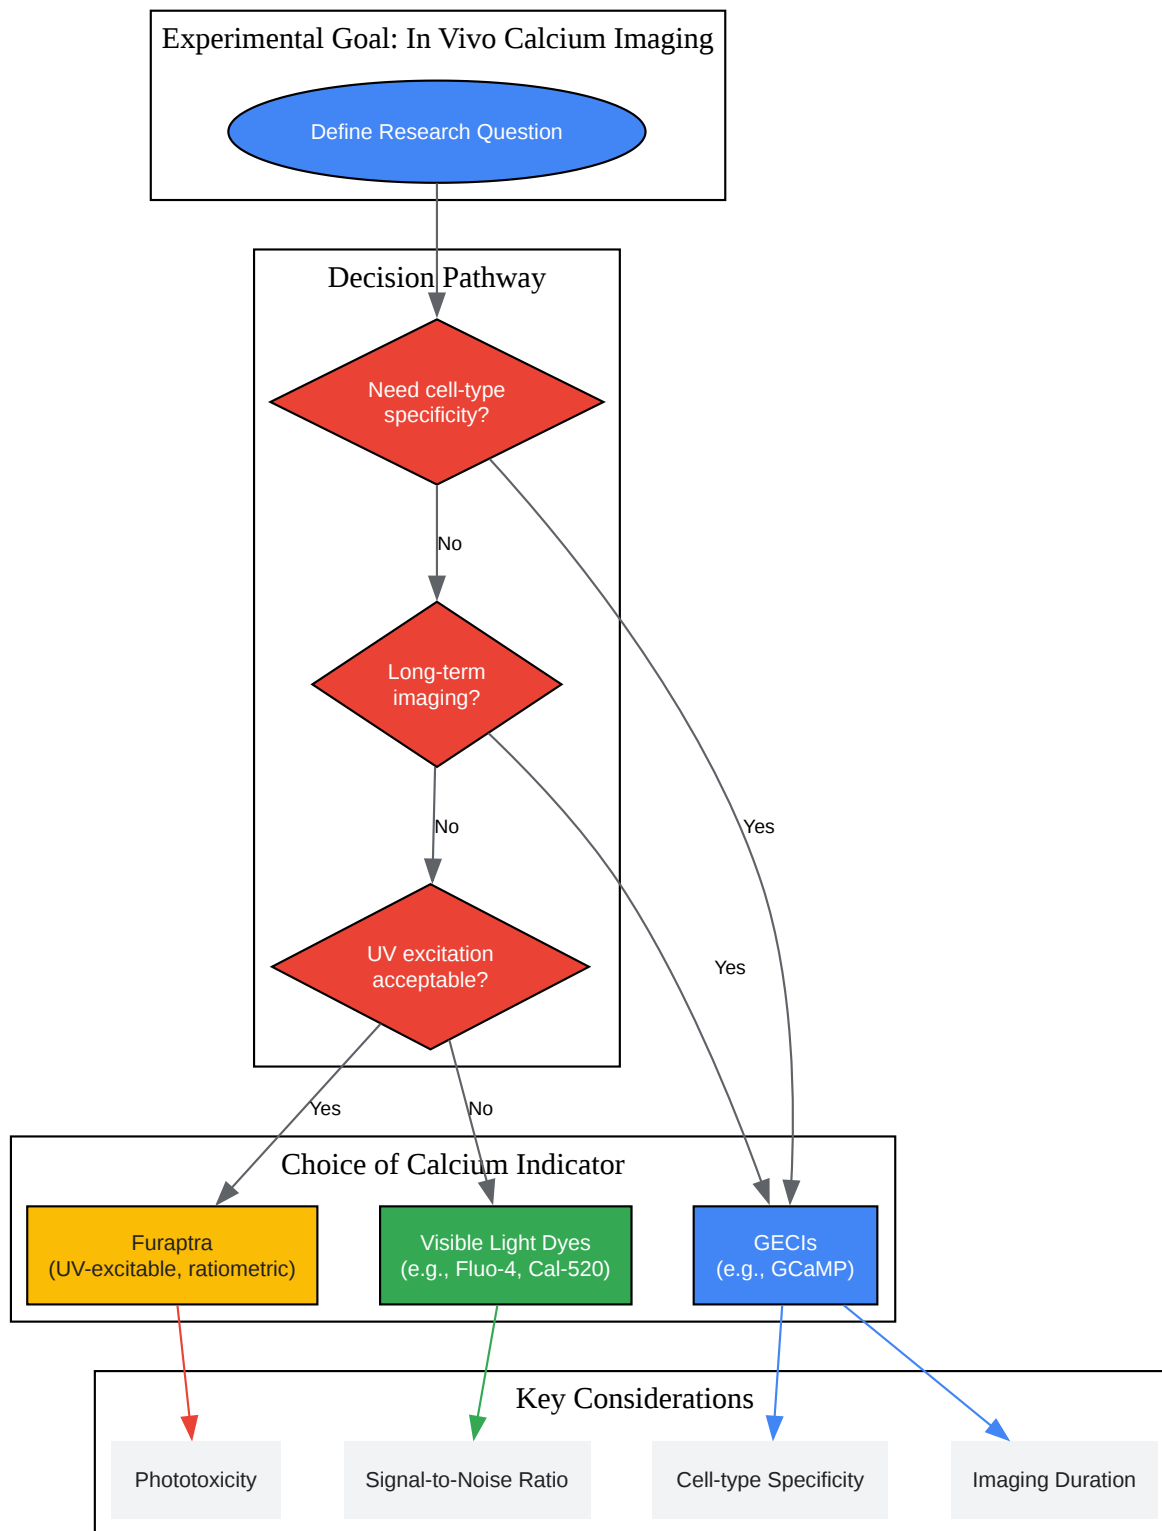 Experimental Goal: In Vivo Calcium Imaging
Define Research Question
Decision Pathway
Need cell-type
specificity?
No
Long-term
imaging?
No
Yes
UV excitation
acceptable?
Yes
Yes
No
Choice of Calcium Indicator
Furaptra
(UV-excitable, ratiometric)
Visible Light Dyes
(e.g., Fluo-4, Cal-520)
GECIs
(e.g., GCaMP)
Key Considerations
Phototoxicity
Signal-to-Noise Ratio
Cell-type Specificity
Imaging Duration